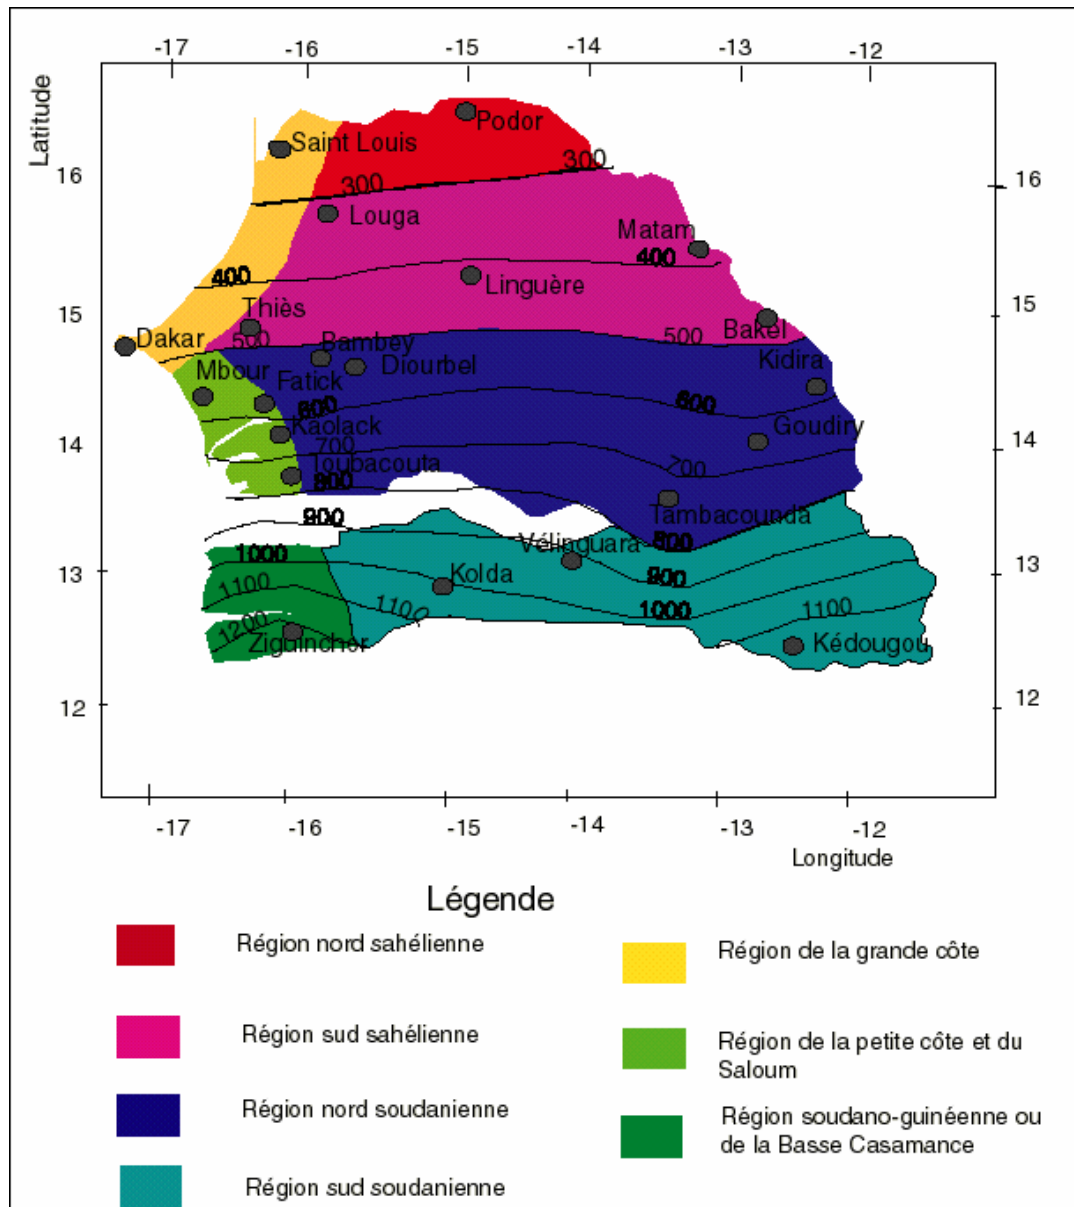 -17 -16 -15 -14 -13 -12
Latitude
Podor
Saint Louis
300
16
300
16
Louga
Matam
400
400
Linguère
Thiès
15
15
Dakar
500
Bambey
500
Bakel
Mbour
Diourbel
Kidira
Fatick
600
600
Kaolack
Goudiry
14
700
14
Toubacouta
700
800
900
Tambacounda
800
1000
Vélinguara
13
Kolda
900
13
1100
1100
1000
1100
1200
Ziguinchor
Kédougou
12
12
-17 -16 -15 -14 -13 -12
Longitude
Légende
Région nord sahélienne
Région de la grande côte
Région sud sahélienne
Région de la petite côte et du
Saloum
Région nord soudanienne
Région soudano-guinéenne ou
de la Basse Casamance
Région sud soudanienne